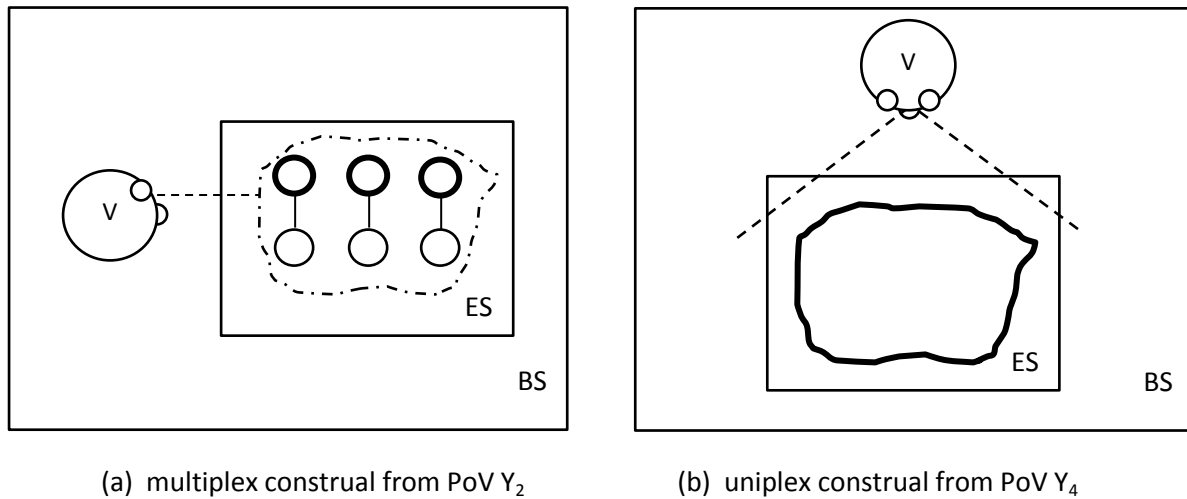 V
ES
BS
(a) multiplex construal from PoV Y₂
V
ES
BS
(b) uniplex construal from PoV Y₄